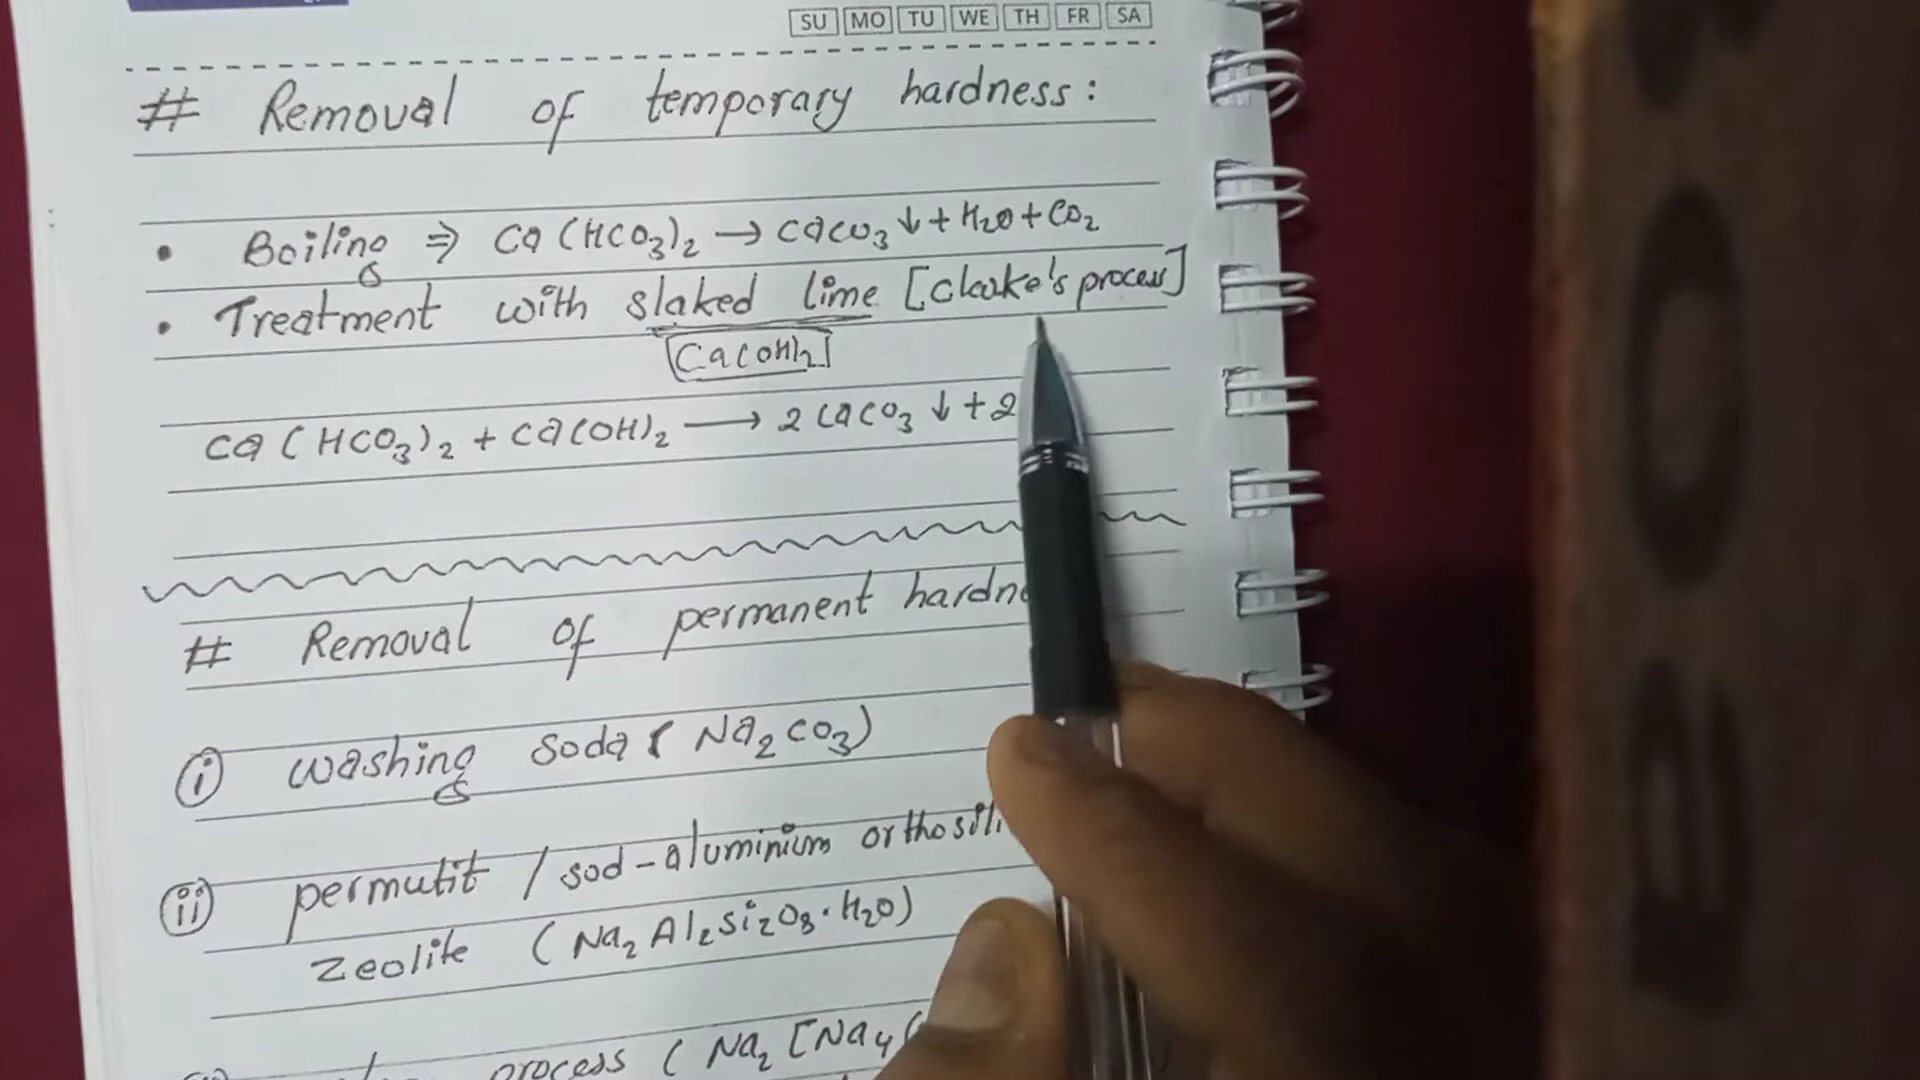 SU MO TU WE TH FR SA
# Removal of temporary hardness:
• Boiling ⇒ Ca(HCO3)2 → CaCO3↓ + H2O + CO2
• Treatment with slaked lime [Clarke's process]
[Ca(OH)2]
Ca(HCO3)2 + Ca(OH)2 → 2CaCO3↓ + 2
# Removal of permanent hardne
(i) washing soda (Na2CO3)
(ii) permutit / sod-aluminium orthosili
Zeolite (Na2Al2Si2O8·H2O)
process (Na2[Na4(